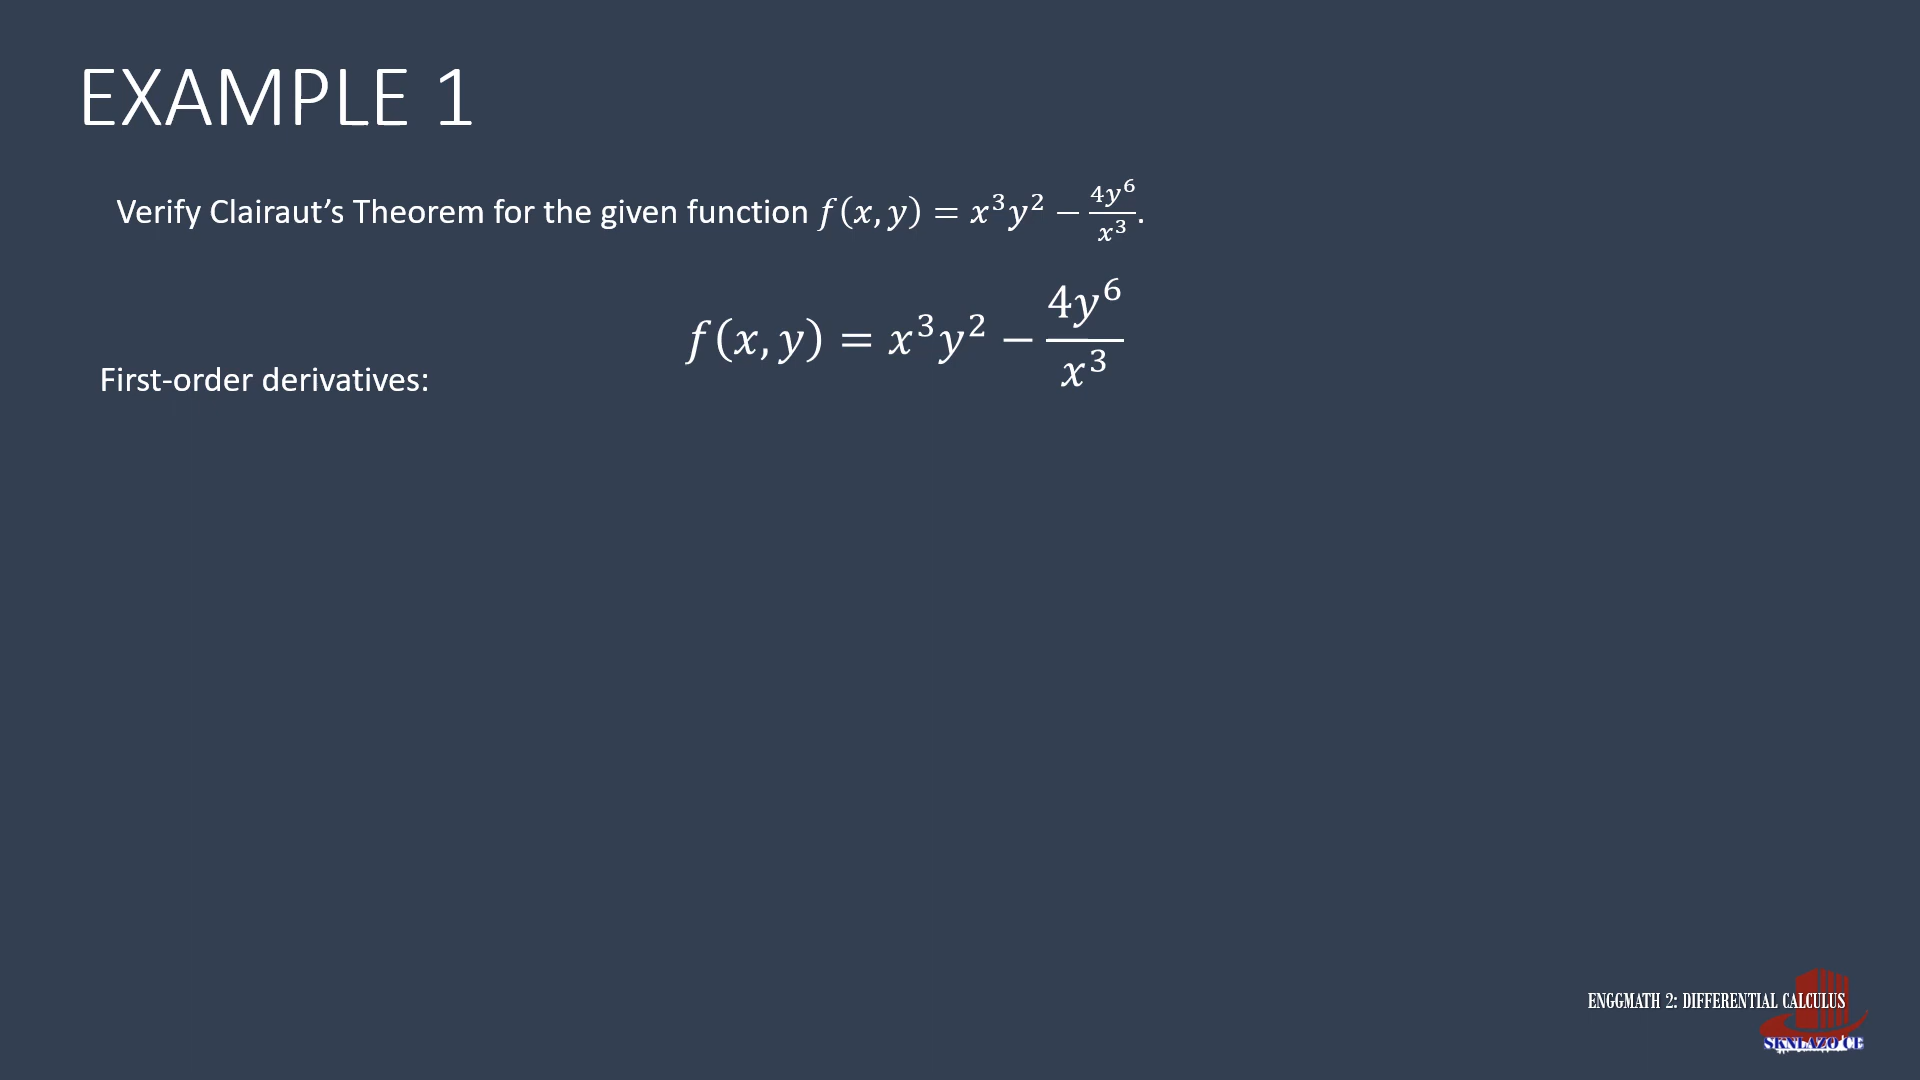 EXAMPLE 1
Verify Clairaut’s Theorem for the given function f(x, y) = x³y² − 4y⁶/x³.
f(x, y) = x³y² − 4y⁶/x³
First-order derivatives:
ENGGMATH 2: DIFFERENTIAL CALCULUS